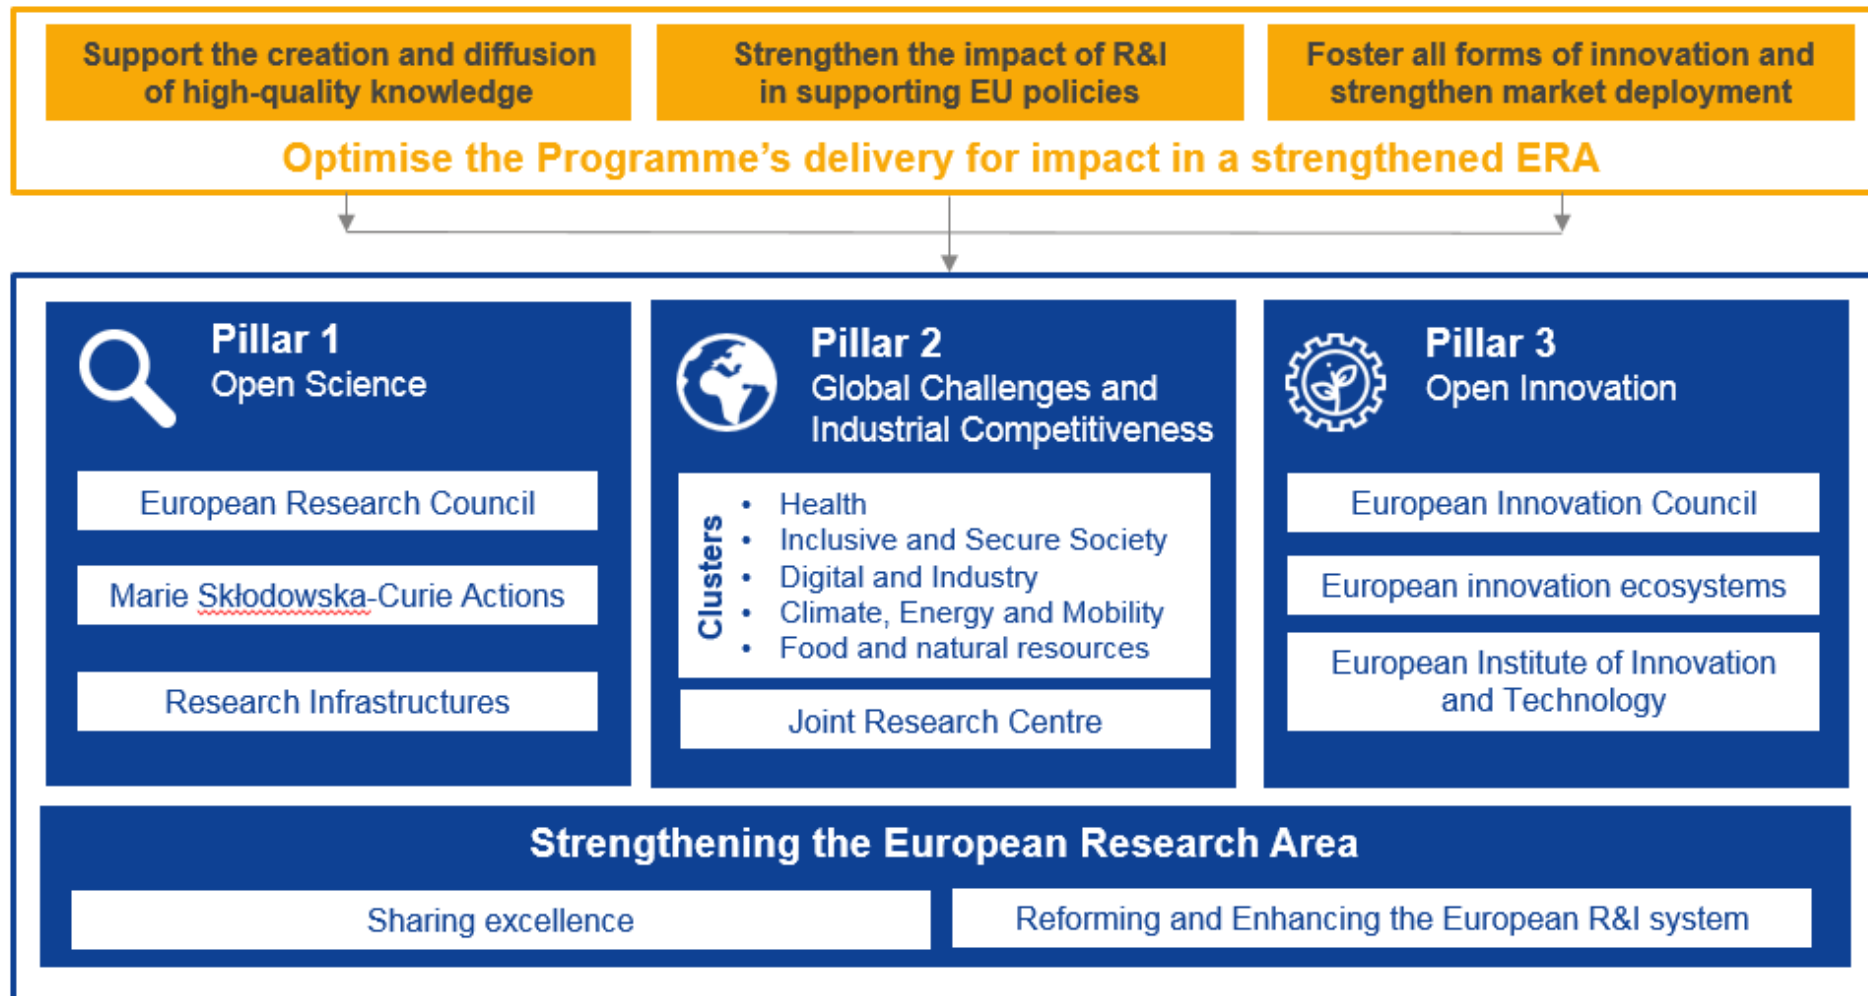 Support the creation and diffusion
of high-quality knowledge
Strengthen the impact of R&I
in supporting EU policies
Foster all forms of innovation and
strengthen market deployment
Optimise the Programme’s delivery for impact in a strengthened ERA
Pillar 1
Open Science
European Research Council
Marie Skłodowska-Curie Actions
Research Infrastructures
Pillar 2
Global Challenges and
Industrial Competitiveness
Clusters
• Health
• Inclusive and Secure Society
• Digital and Industry
• Climate, Energy and Mobility
• Food and natural resources
Joint Research Centre
Pillar 3
Open Innovation
European Innovation Council
European innovation ecosystems
European Institute of Innovation
and Technology
Strengthening the European Research Area
Sharing excellence
Reforming and Enhancing the European R&I system